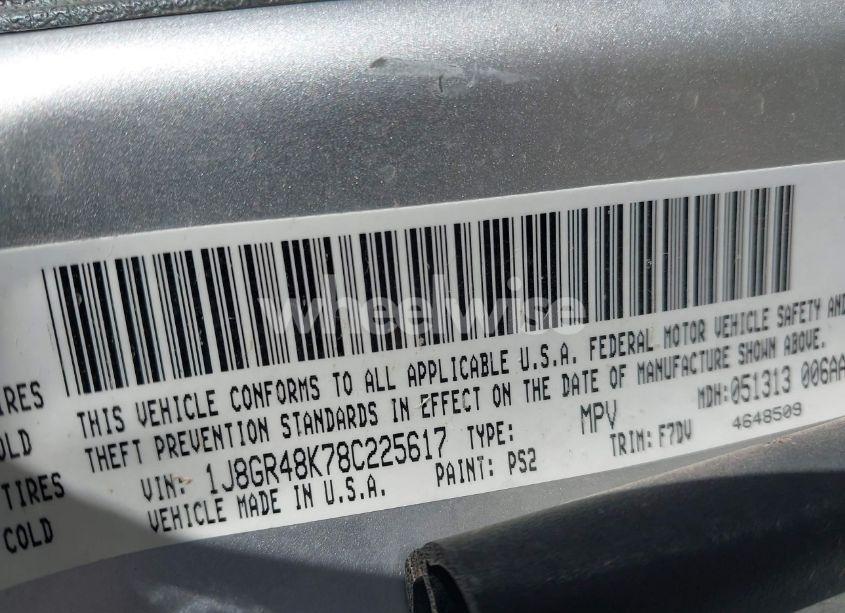 wheelwise
THIS VEHICLE CONFORMS TO ALL APPLICABLE U.S.A. FEDERAL MOTOR VEHICLE SAFETY AND
THEFT PREVENTION STANDARDS IN EFFECT ON THE DATE OF MANUFACTURE SHOWN ABOVE.
IRES
OLD
TIRES
COLD
VIN: 1J8GR48K78C225617 TYPE: MPV MDH:051313 006AA
VEHICLE MADE IN U.S.A. PAINT: PS2 TRIM: F7DV 4648509